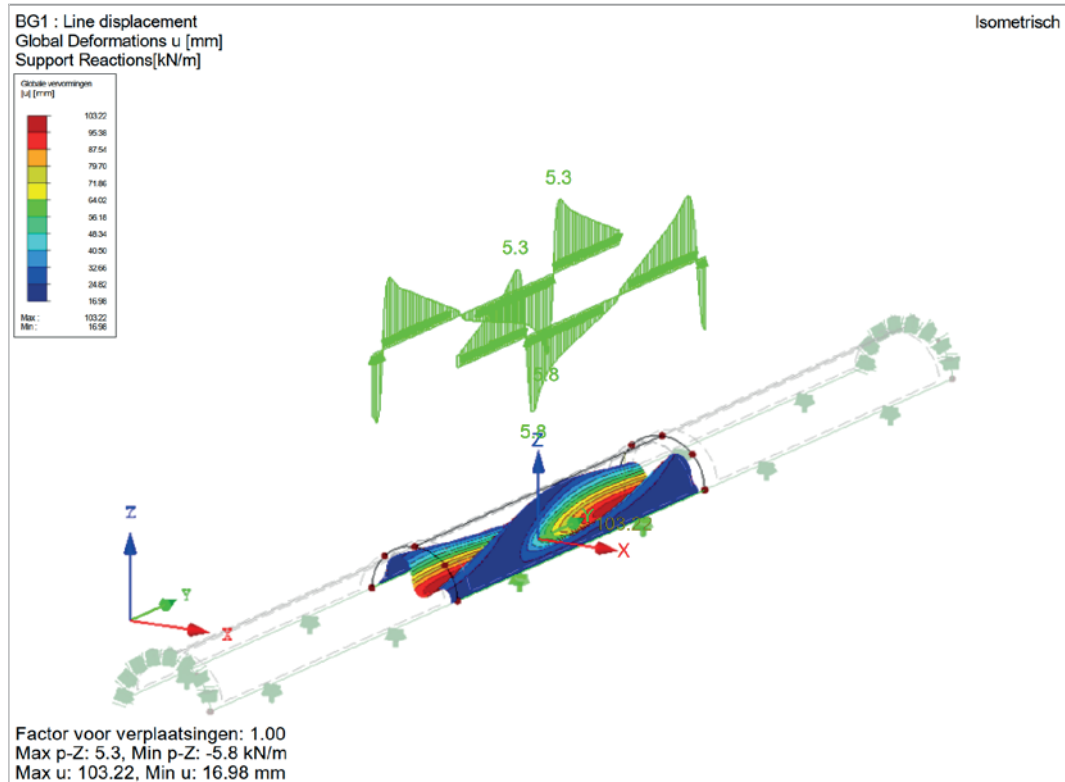 BG1 : Line displacement
Global Deformations u [mm]
Support Reactions[kN/m]
Isometrisch
Globale vervormingen
|u| [mm]
103.22
95.38
87.54
79.70
71.86
64.02
56.18
48.34
40.50
32.66
24.82
16.98
Max : 103.22
Min : 16.98
5.3
5.3
5.8
5.8
Z
103.22
X
Z
Y
X
Factor voor verplaatsingen: 1.00
Max p-Z: 5.3, Min p-Z: -5.8 kN/m
Max u: 103.22, Min u: 16.98 mm